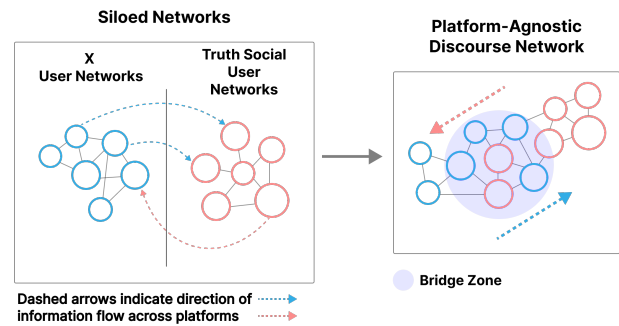 Siloed Networks
X
User Networks
Truth Social
User
Networks
Platform-Agnostic
Discourse Network
Bridge Zone
Dashed arrows indicate direction of
information flow across platforms